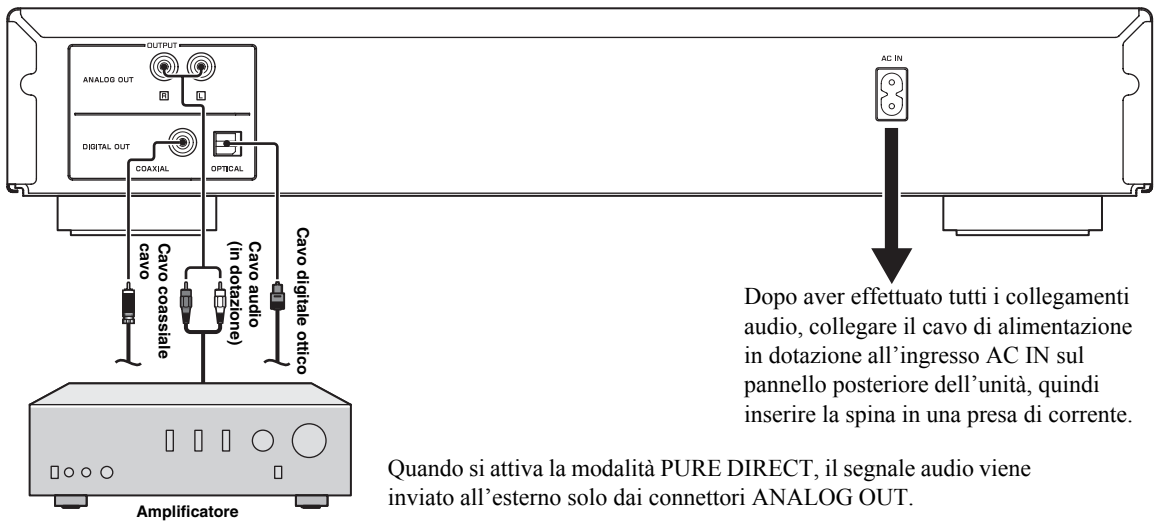 OUTPUT
ANALOG OUT
R
L
DIGITAL OUT
COAXIAL
OPTICAL
AC IN
Cavo coassiale
cavo
Cavo audio
(in dotazione)
Cavo digitale ottico
Dopo aver effettuato tutti i collegamenti
audio, collegare il cavo di alimentazione
in dotazione all’ingresso AC IN sul
pannello posteriore dell’unità, quindi
inserire la spina in una presa di corrente.
Quando si attiva la modalità PURE DIRECT, il segnale audio viene
inviato all’esterno solo dai connettori ANALOG OUT.
Amplificatore